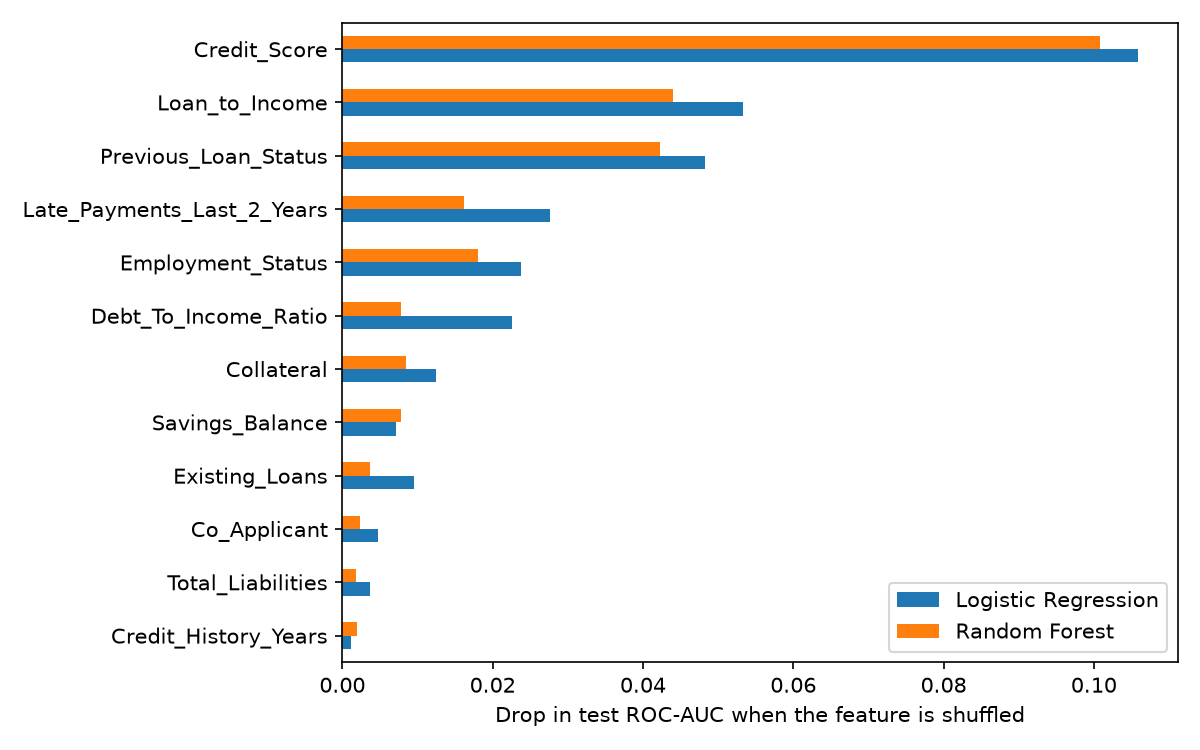 Credit_Score
Loan_to_Income
Previous_Loan_Status
Late_Payments_Last_2_Years
Employment_Status
Debt_To_Income_Ratio
Collateral
Savings_Balance
Existing_Loans
Co_Applicant
Total_Liabilities
Credit_History_Years
Logistic Regression
Random Forest
0.00 0.02 0.04 0.06 0.08 0.10
Drop in test ROC-AUC when the feature is shuffled